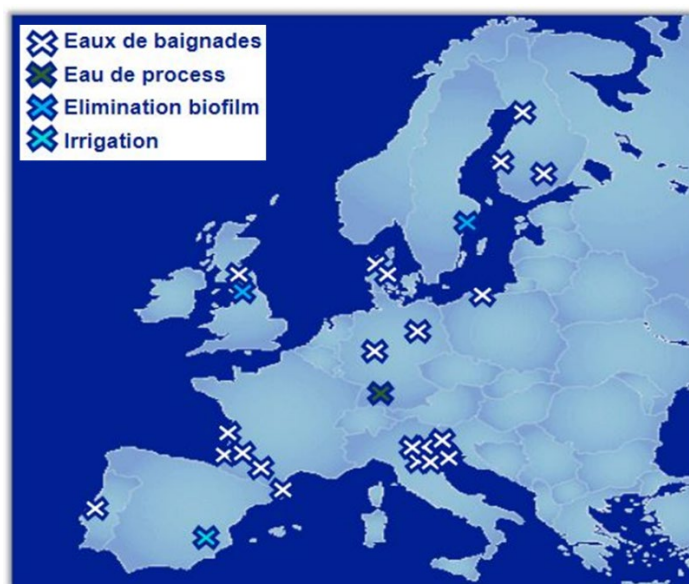 Eaux de baignades
Eau de process
Elimination biofilm
Irrigation